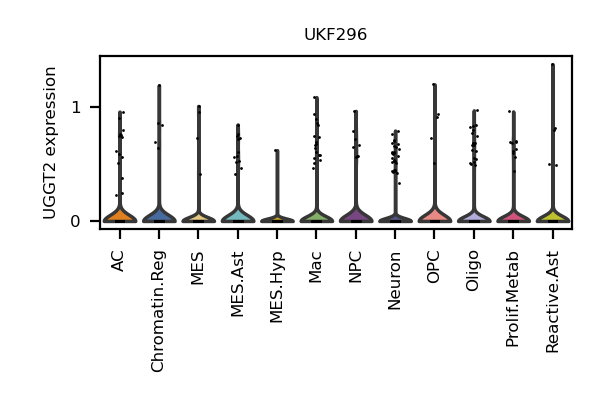 UKF296
UGGT2 expression
1
0
AC
Chromatin.Reg
MES
MES.Ast
MES.Hyp
Mac
NPC
Neuron
OPC
Oligo
Prolif.Metab
Reactive.Ast